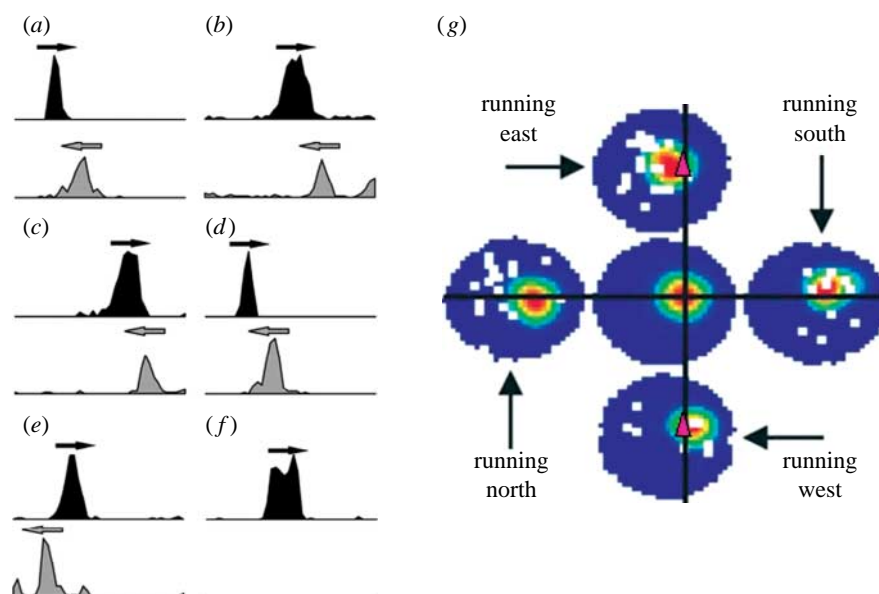 (a)
(b)
(c)
(d)
(e)
(f)
(g)
running
east
running
south
running
north
running
west